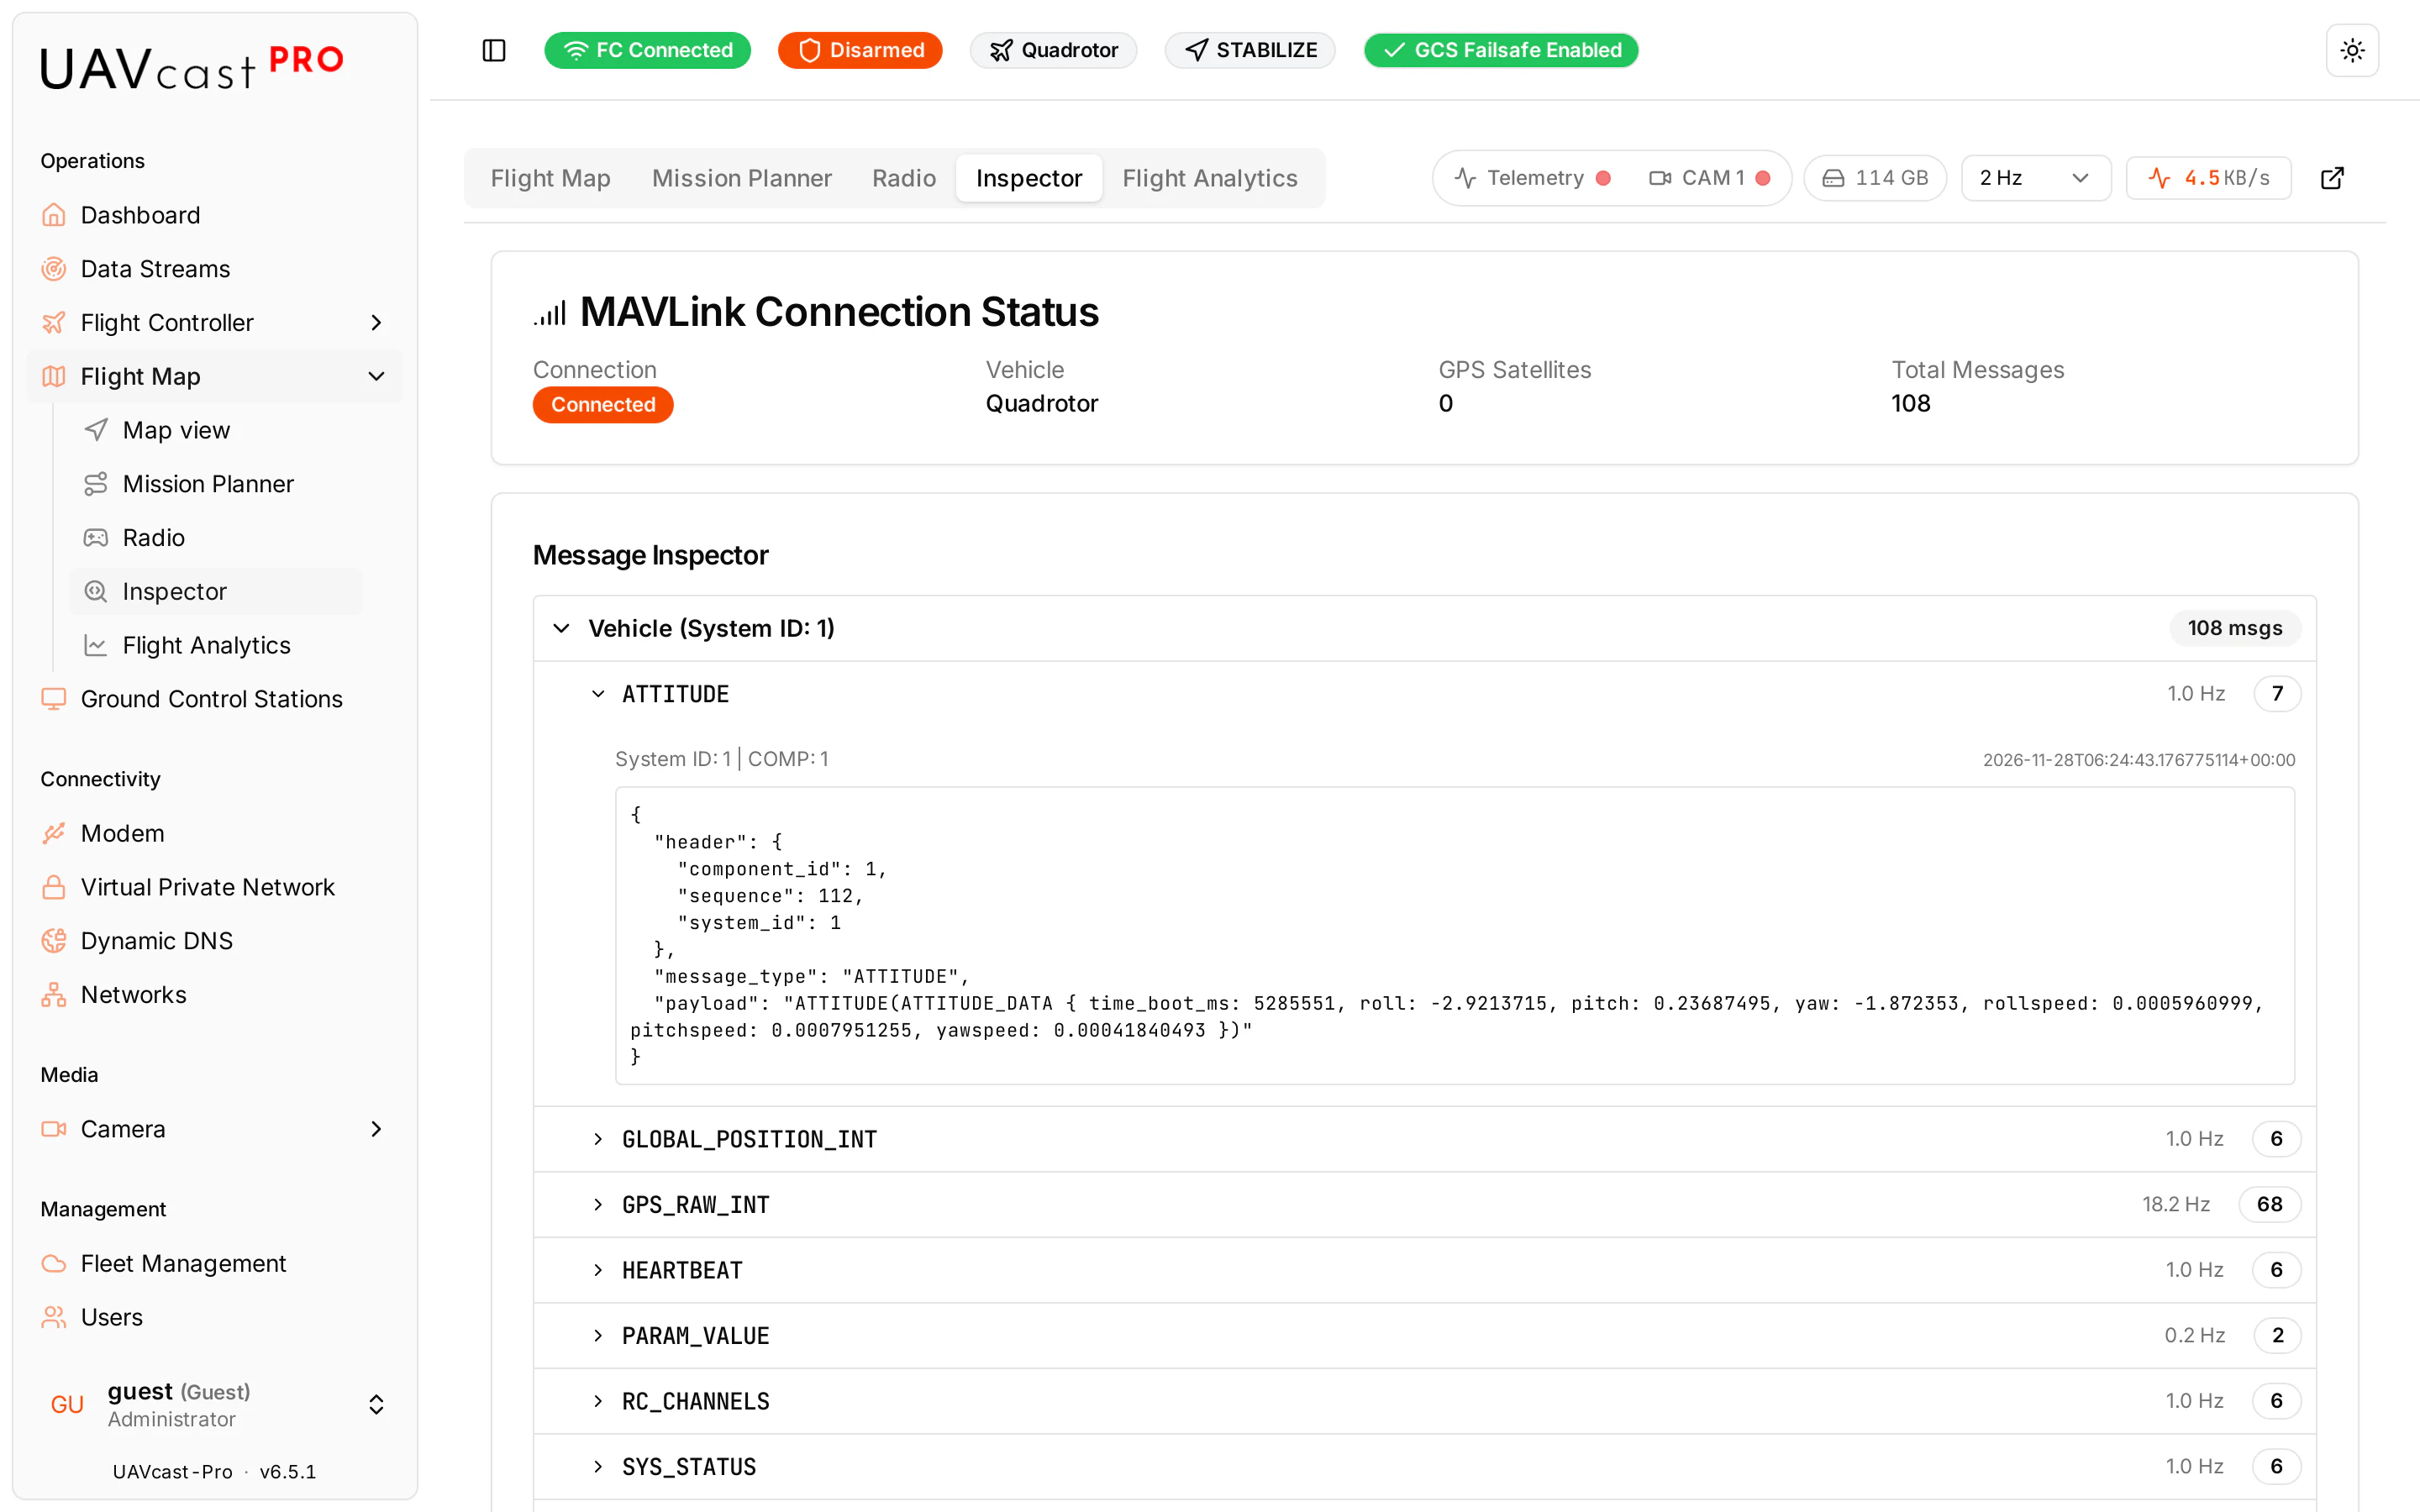 UAVcast PRO
Operations
Dashboard
Data Streams
Flight Controller
Flight Map
Map view
Mission Planner
Radio
Inspector
Flight Analytics
Ground Control Stations
Connectivity
Modem
Virtual Private Network
Dynamic DNS
Networks
Media
Camera
Management
Fleet Management
Users
GU
guest (Guest)
Administrator
UAVcast-Pro · v6.5.1
FC Connected
Disarmed
Quadrotor
STABILIZE
GCS Failsafe Enabled
Flight Map
Mission Planner
Radio
Inspector
Flight Analytics
Telemetry
CAM 1
114 GB
2 Hz
4.5 KB/s
MAVLink Connection Status
Connection
Connected
Vehicle
Quadrotor
GPS Satellites
0
Total Messages
108
Message Inspector
Vehicle (System ID: 1) 108 msgs
ATTITUDE 1.0 Hz 7
System ID: 1 | COMP: 1 2026-11-28T06:24:43.176775114+00:00
{
"header": {
"component_id": 1,
"sequence": 112,
"system_id": 1
},
"message_type": "ATTITUDE",
"payload": "ATTITUDE(ATTITUDE_DATA { time_boot_ms: 5285551, roll: -2.9213715, pitch: 0.23687495, yaw: -1.872353, rollspeed: 0.0005960999,
pitchspeed: 0.0007951255, yawspeed: 0.00041840493 })"
}
GLOBAL_POSITION_INT 1.0 Hz 6
GPS_RAW_INT 18.2 Hz 68
HEARTBEAT 1.0 Hz 6
PARAM_VALUE 0.2 Hz 2
RC_CHANNELS 1.0 Hz 6
SYS_STATUS 1.0 Hz 6